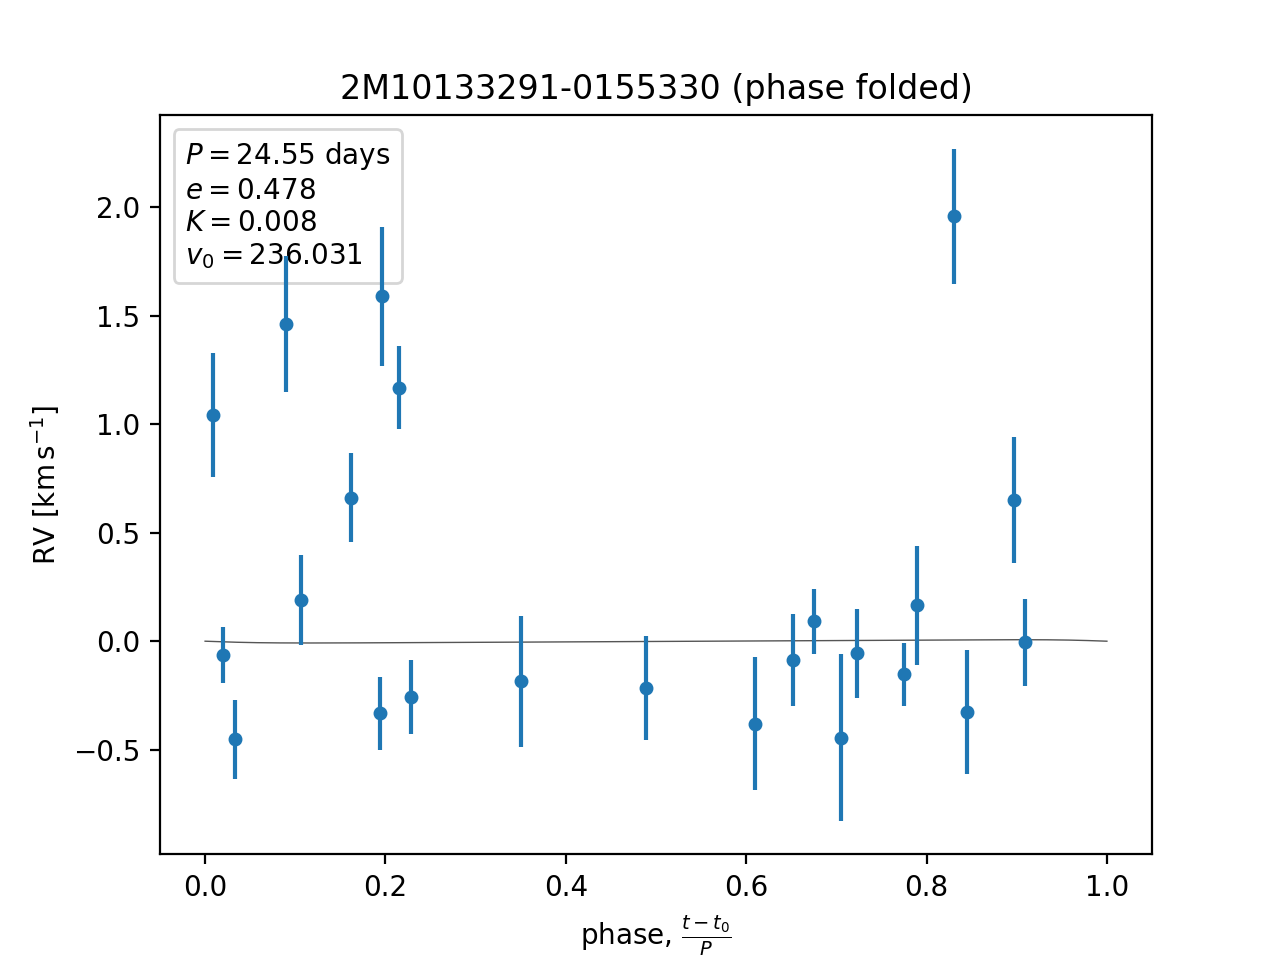 2M10133291-0155330 (phase folded)
P = 24.55 days
e = 0.478
K = 0.008
v₀ = 236.031
2.0
1.5
1.0
0.5
0.0
−0.5
RV [km s⁻¹]
0.0 0.2 0.4 0.6 0.8 1.0
phase, (t − t₀)/P